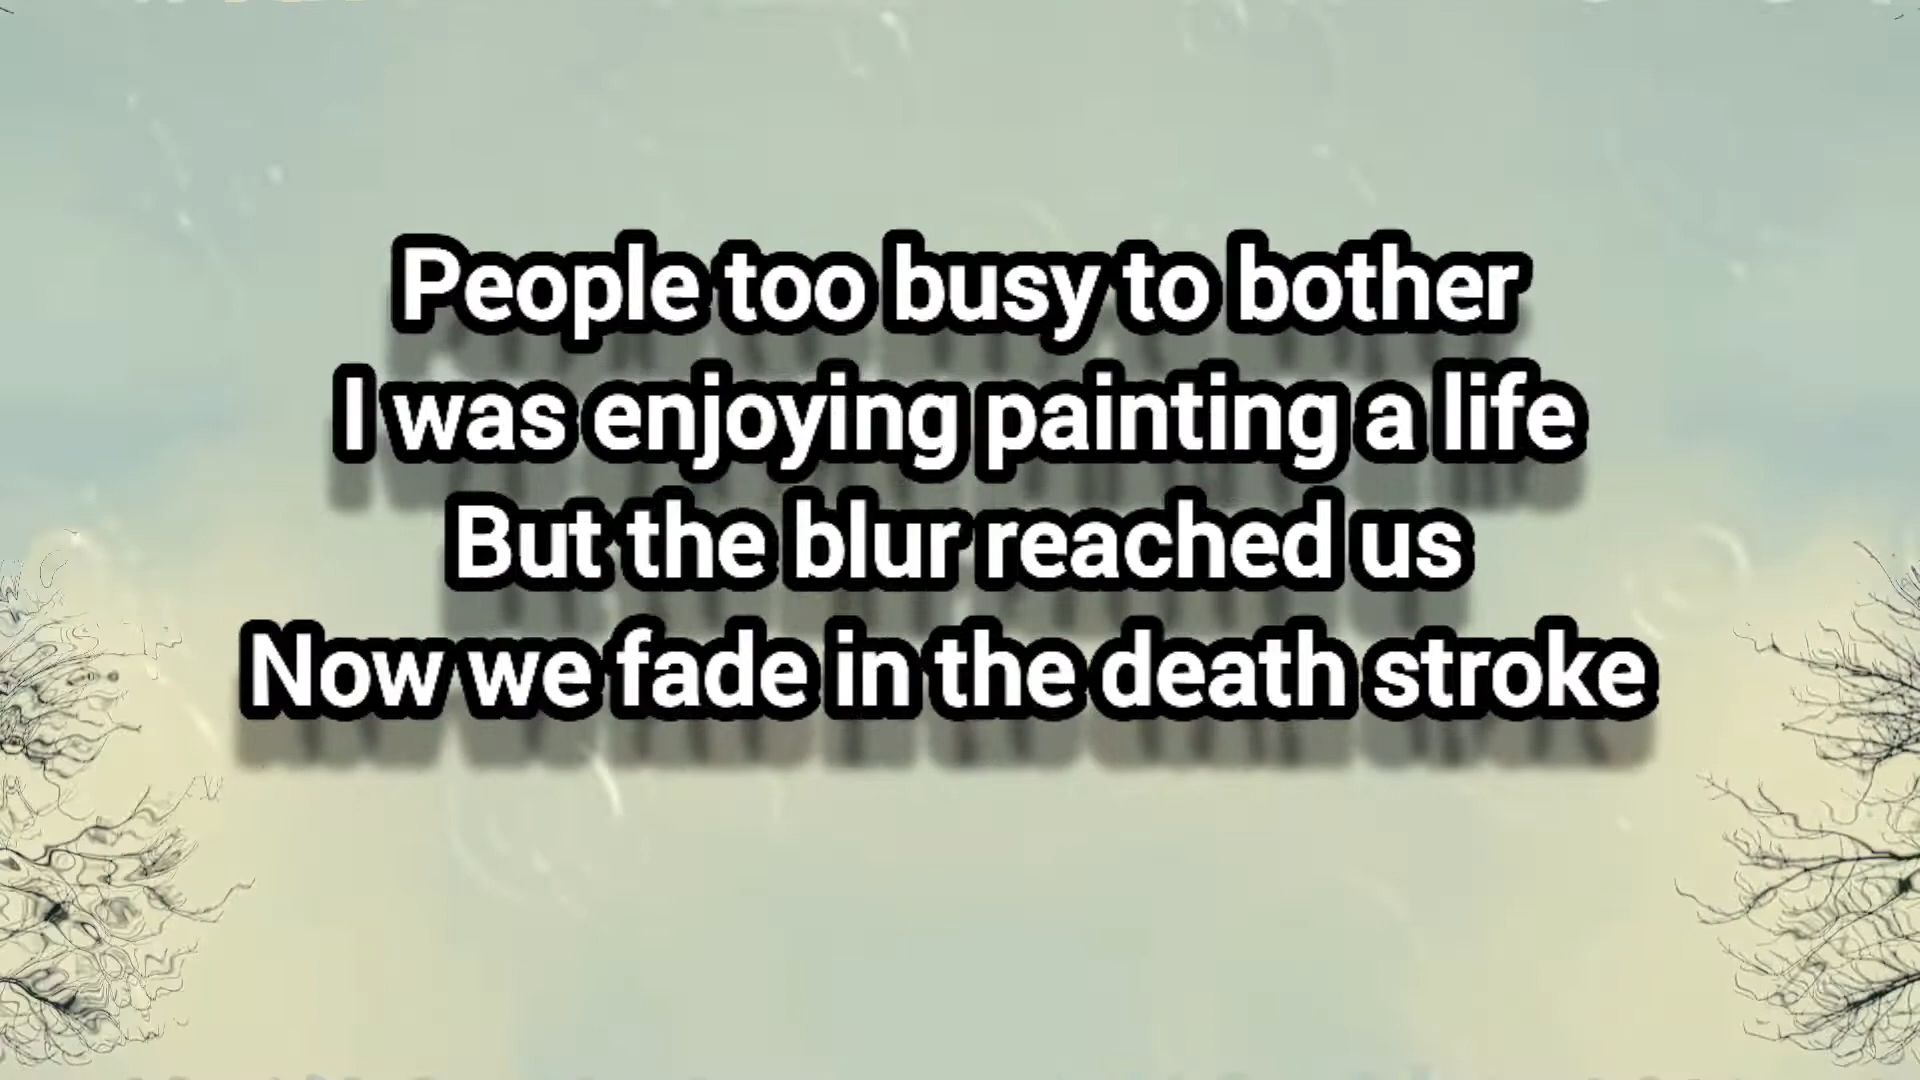 People too busy to bother
I was enjoying painting a life
But the blur reached us
Now we fade in the death stroke